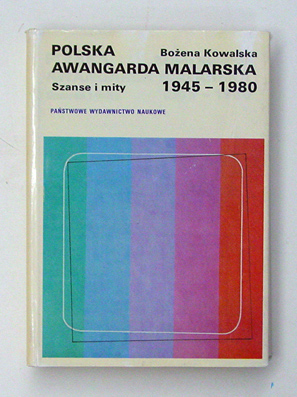 POLSKA Bożena Kowalska
AWANGARDA MALARSKA
Szanse i mity 1945 – 1980
PAŃSTWOWE WYDAWNICTWO NAUKOWE